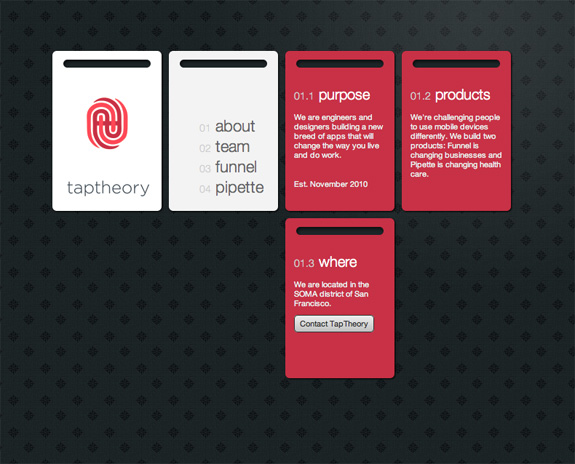 taptheory
01 about
02 team
03 funnel
04 pipette
01.1 purpose
We are engineers and
designers building a new
breed of apps that will
change the way you live
and do work.
Est. November 2010
01.2 products
We're challenging people
to use mobile devices
differently. We build two
products: Funnel is
changing businesses and
Pipette is changing health
care.
01.3 where
We are located in the
SOMA district of San
Francisco.
Contact TapTheory